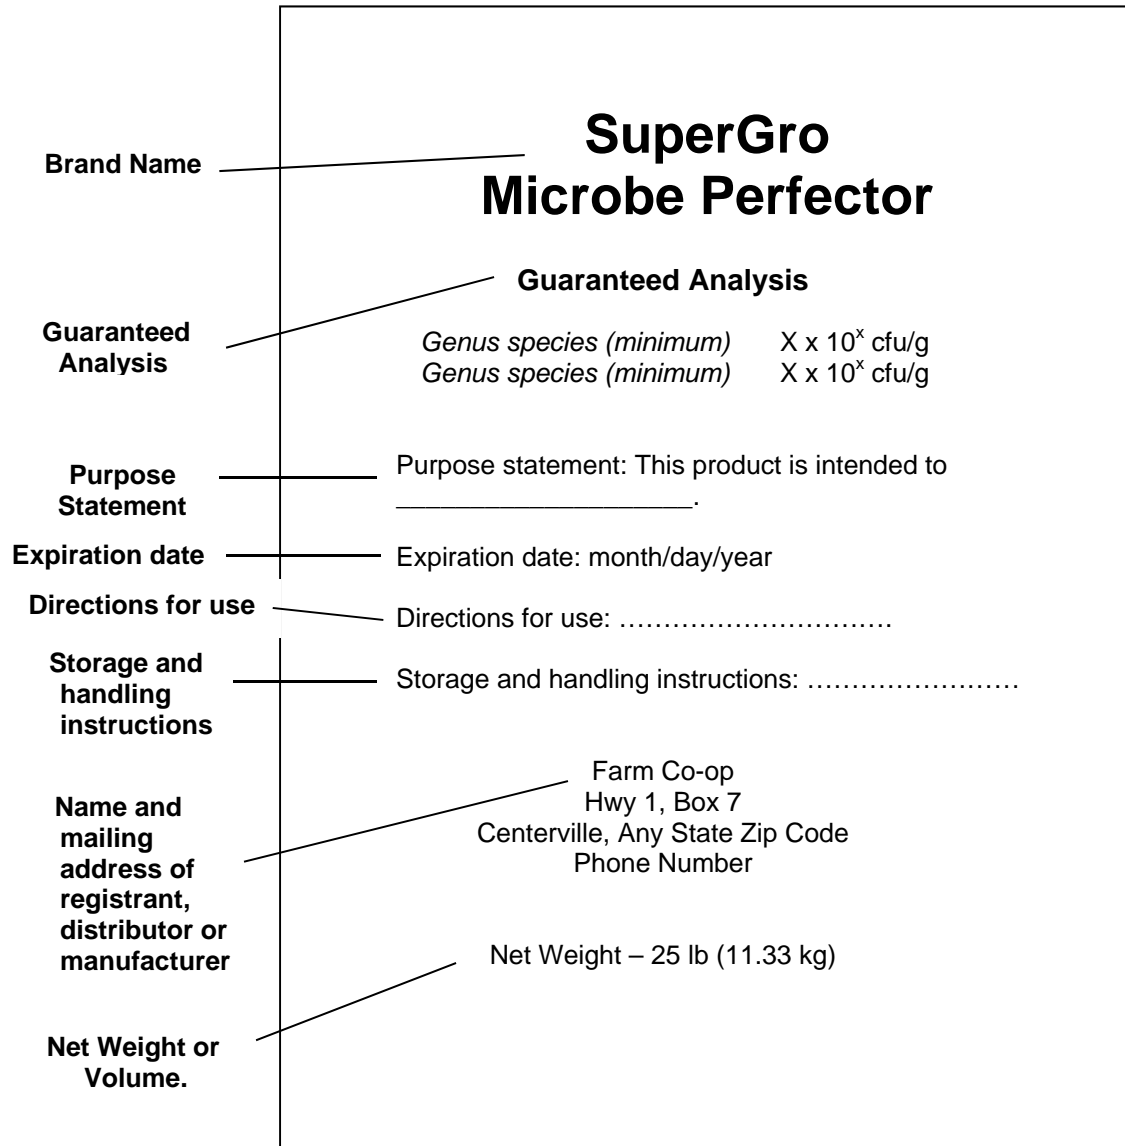 SuperGro
Brand Name
Microbe Perfector
Guaranteed Analysis
Guaranteed
Analysis
Genus species (minimum) X x 10^x cfu/g
Genus species (minimum) X x 10^x cfu/g
Purpose
Statement
Purpose statement: This product is intended to
____________________.
Expiration date
Expiration date: month/day/year
Directions for use
Directions for use: …………………………
Storage and
handling
instructions
Storage and handling instructions: ……………………
Name and
mailing
address of
registrant,
distributor or
manufacturer
Farm Co-op
Hwy 1, Box 7
Centerville, Any State Zip Code
Phone Number
Net Weight – 25 lb (11.33 kg)
Net Weight or
Volume.